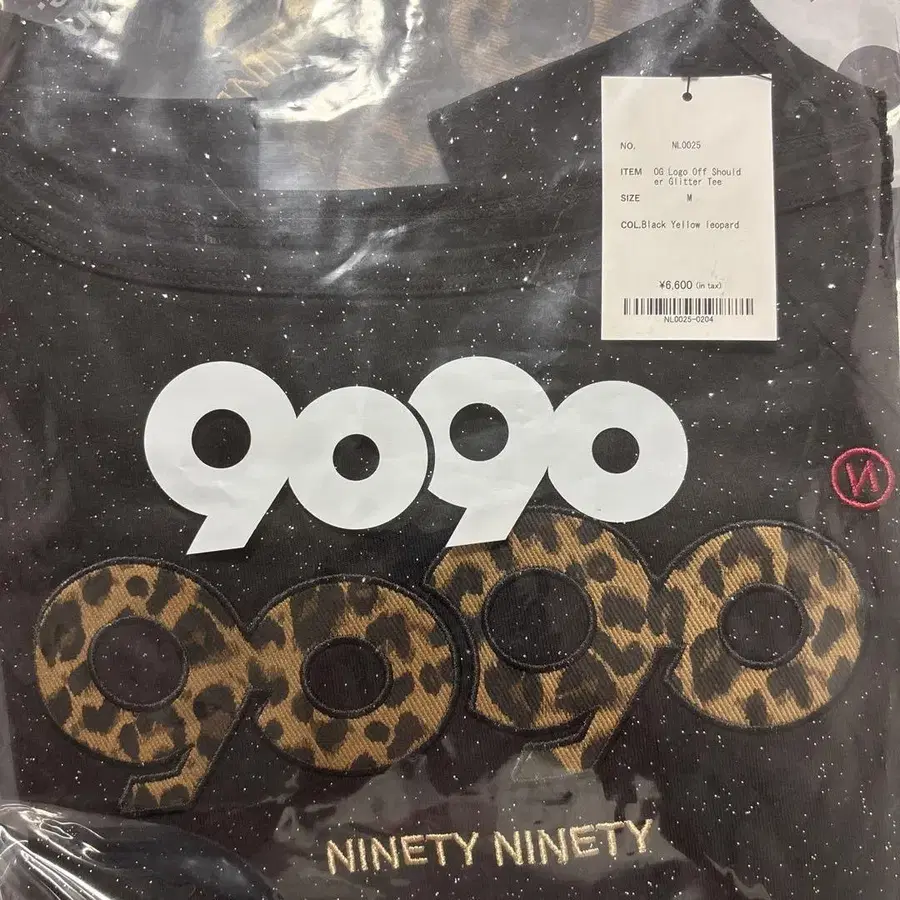 NO. NL0025
ITEM OG Logo Off Should
er Glitter Tee
SIZE M
COL.Black Yellow leopard
¥6,600 (in tax)
NL0025-0204
9090
N
9090
NINETY NINETY